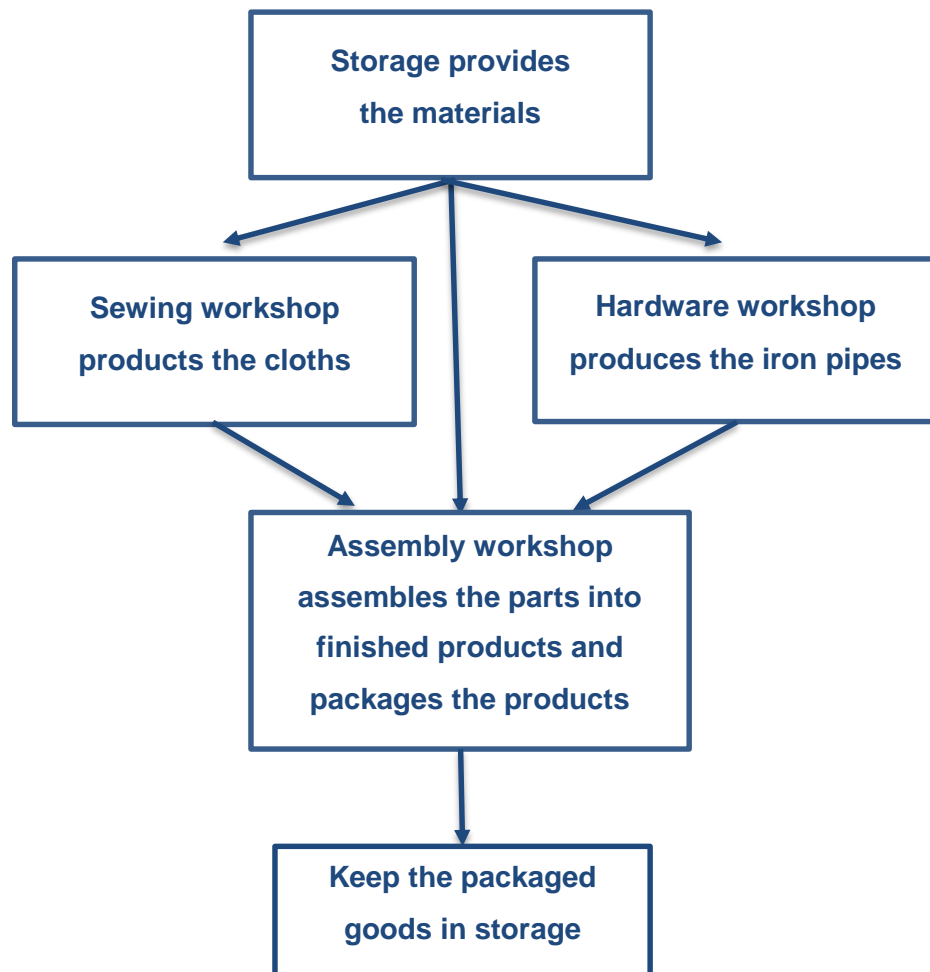 Storage provides
the materials
Sewing workshop
products the cloths
Hardware workshop
produces the iron pipes
Assembly workshop
assembles the parts into
finished products and
packages the products
Keep the packaged
goods in storage